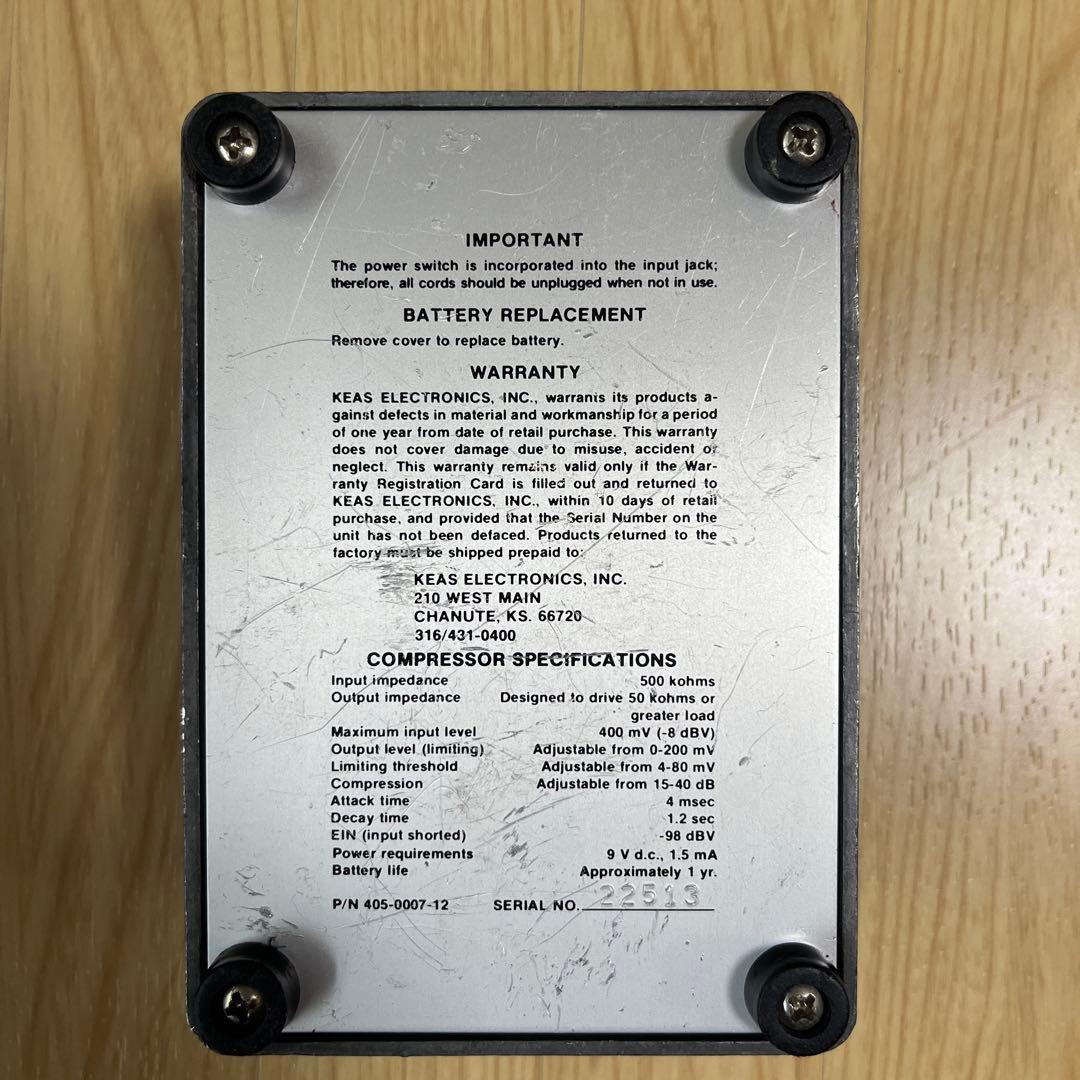 IMPORTANT
The power switch is incorporated into the input jack;
therefore, all cords should be unplugged when not in use.
BATTERY REPLACEMENT
Remove cover to replace battery.
WARRANTY
KEAS ELECTRONICS, INC., warrants its products a-
gainst defects in material and workmanship for a period
of one year from date of retail purchase. This warranty
does not cover damage due to misuse, accident or
neglect. This warranty remains valid only if the War-
ranty Registration Card is filled out and returned to
KEAS ELECTRONICS, INC., within 10 days of retail
purchase, and provided that the Serial Number on the
unit has not been defaced. Products returned to the
factory must be shipped prepaid to:
KEAS ELECTRONICS, INC.
210 WEST MAIN
CHANUTE, KS. 66720
316/431-0400
COMPRESSOR SPECIFICATIONS
Input impedance 500 kohms
Output impedance Designed to drive 50 kohms or
greater load
Maximum input level 400 mV (-8 dBV)
Output level (limiting) Adjustable from 0-200 mV
Limiting threshold Adjustable from 4-80 mV
Compression Adjustable from 15-40 dB
Attack time 4 msec
Decay time 1.2 sec
EIN (input shorted) -98 dBV
Power requirements 9 V d.c., 1.5 mA
Battery life Approximately 1 yr.
P/N 405-0007-12 SERIAL NO. 22513